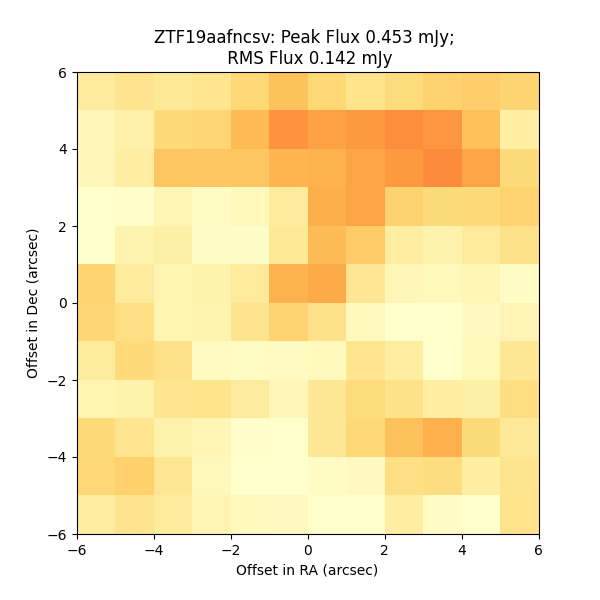 ZTF19aafncsv: Peak Flux 0.453 mJy;
RMS Flux 0.142 mJy
6
4
2
0
−2
−4
−6
Offset in Dec (arcsec)
−6 −4 −2 0 2 4 6
Offset in RA (arcsec)